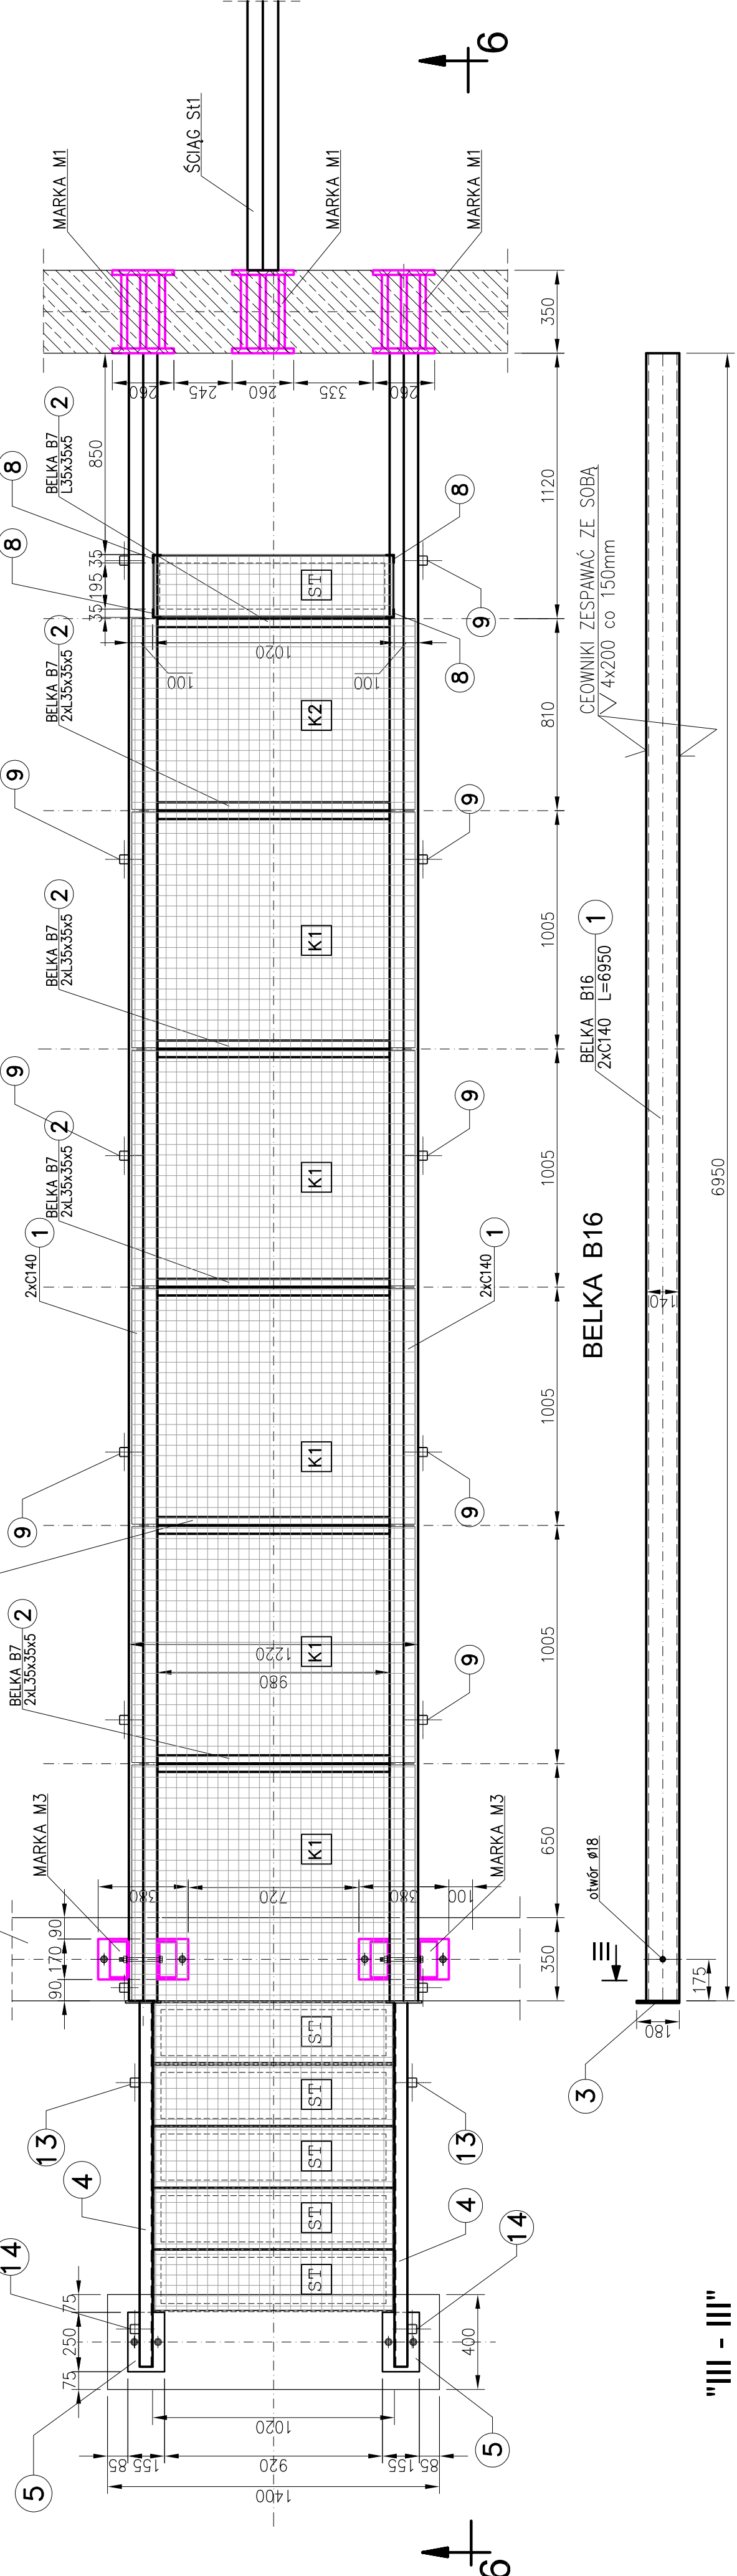 6
ŚCIĄG St1
MARKA M1
MARKA M1
MARKA M1
350
260
245
260
335
260
850
2
BELKA B7
L35x35x5
8
8
35
195
35
ST
8
9
8
1120
CEOWNIKI ZESPAWAĆ ZE SOBĄ
4x200 co 150mm
1020
100
100
2
BELKA B7
2xL35x35x5
K2
810
9
9
2
BELKA B7
2xL35x35x5
K1
1005
BELKA B16
2xC140 L=6950
1
9
9
2
BELKA B7
2xL35x35x5
K1
1005
6950
1
2xC140
1
2xC140
BELKA B16
140
K1
1005
9
9
2
BELKA B7
2xL35x35x5
K1
1220
980
9
1005
MARKA M3
MARKA M3
K1
650
380
720
380
100
90
170
90
350
otwór ø18
III
175
180
3
13
13
4
4
ST
ST
ST
ST
ST
14
14
75
250
75
400
5
5
1020
85
155
920
155
85
1400
"III - III"
6